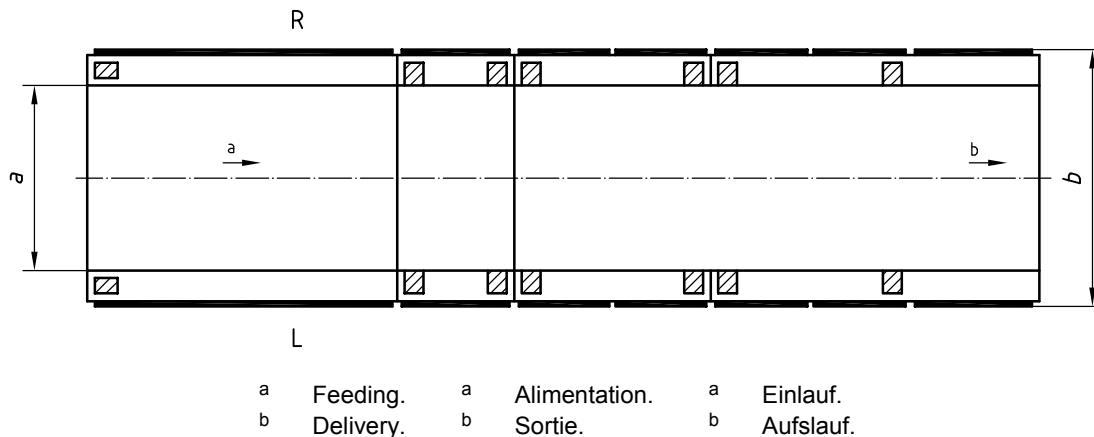 R
a
b
a
b
L
a Feeding. a Alimentation. a Einlauf.
b Delivery. b Sortie. b Aufslauf.